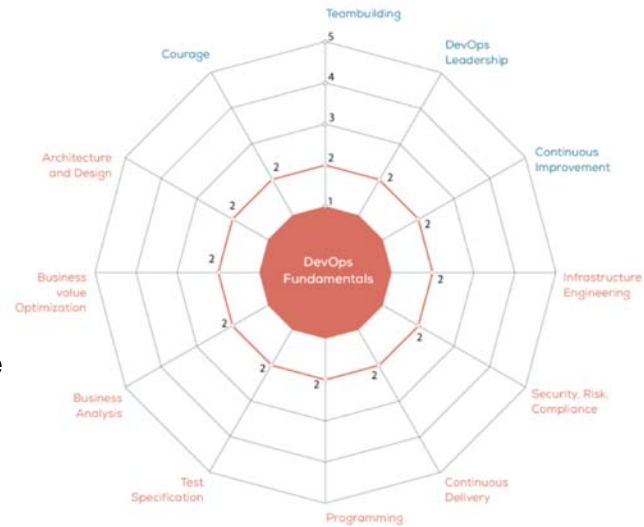 Teambuilding
5
Courage
DevOps
Leadership
4
3
Architecture
and Design
2
2
2
Continuous
Improvement
2
2
1
Business
value
Optimization
2
DevOps
Fundamentals
2
Infrastructure
Engineering
e
2
2
Business
Analysis
2
2
2
Security, Risk,
Compliance
Test
Specification
Continuous
Delivery
Programming